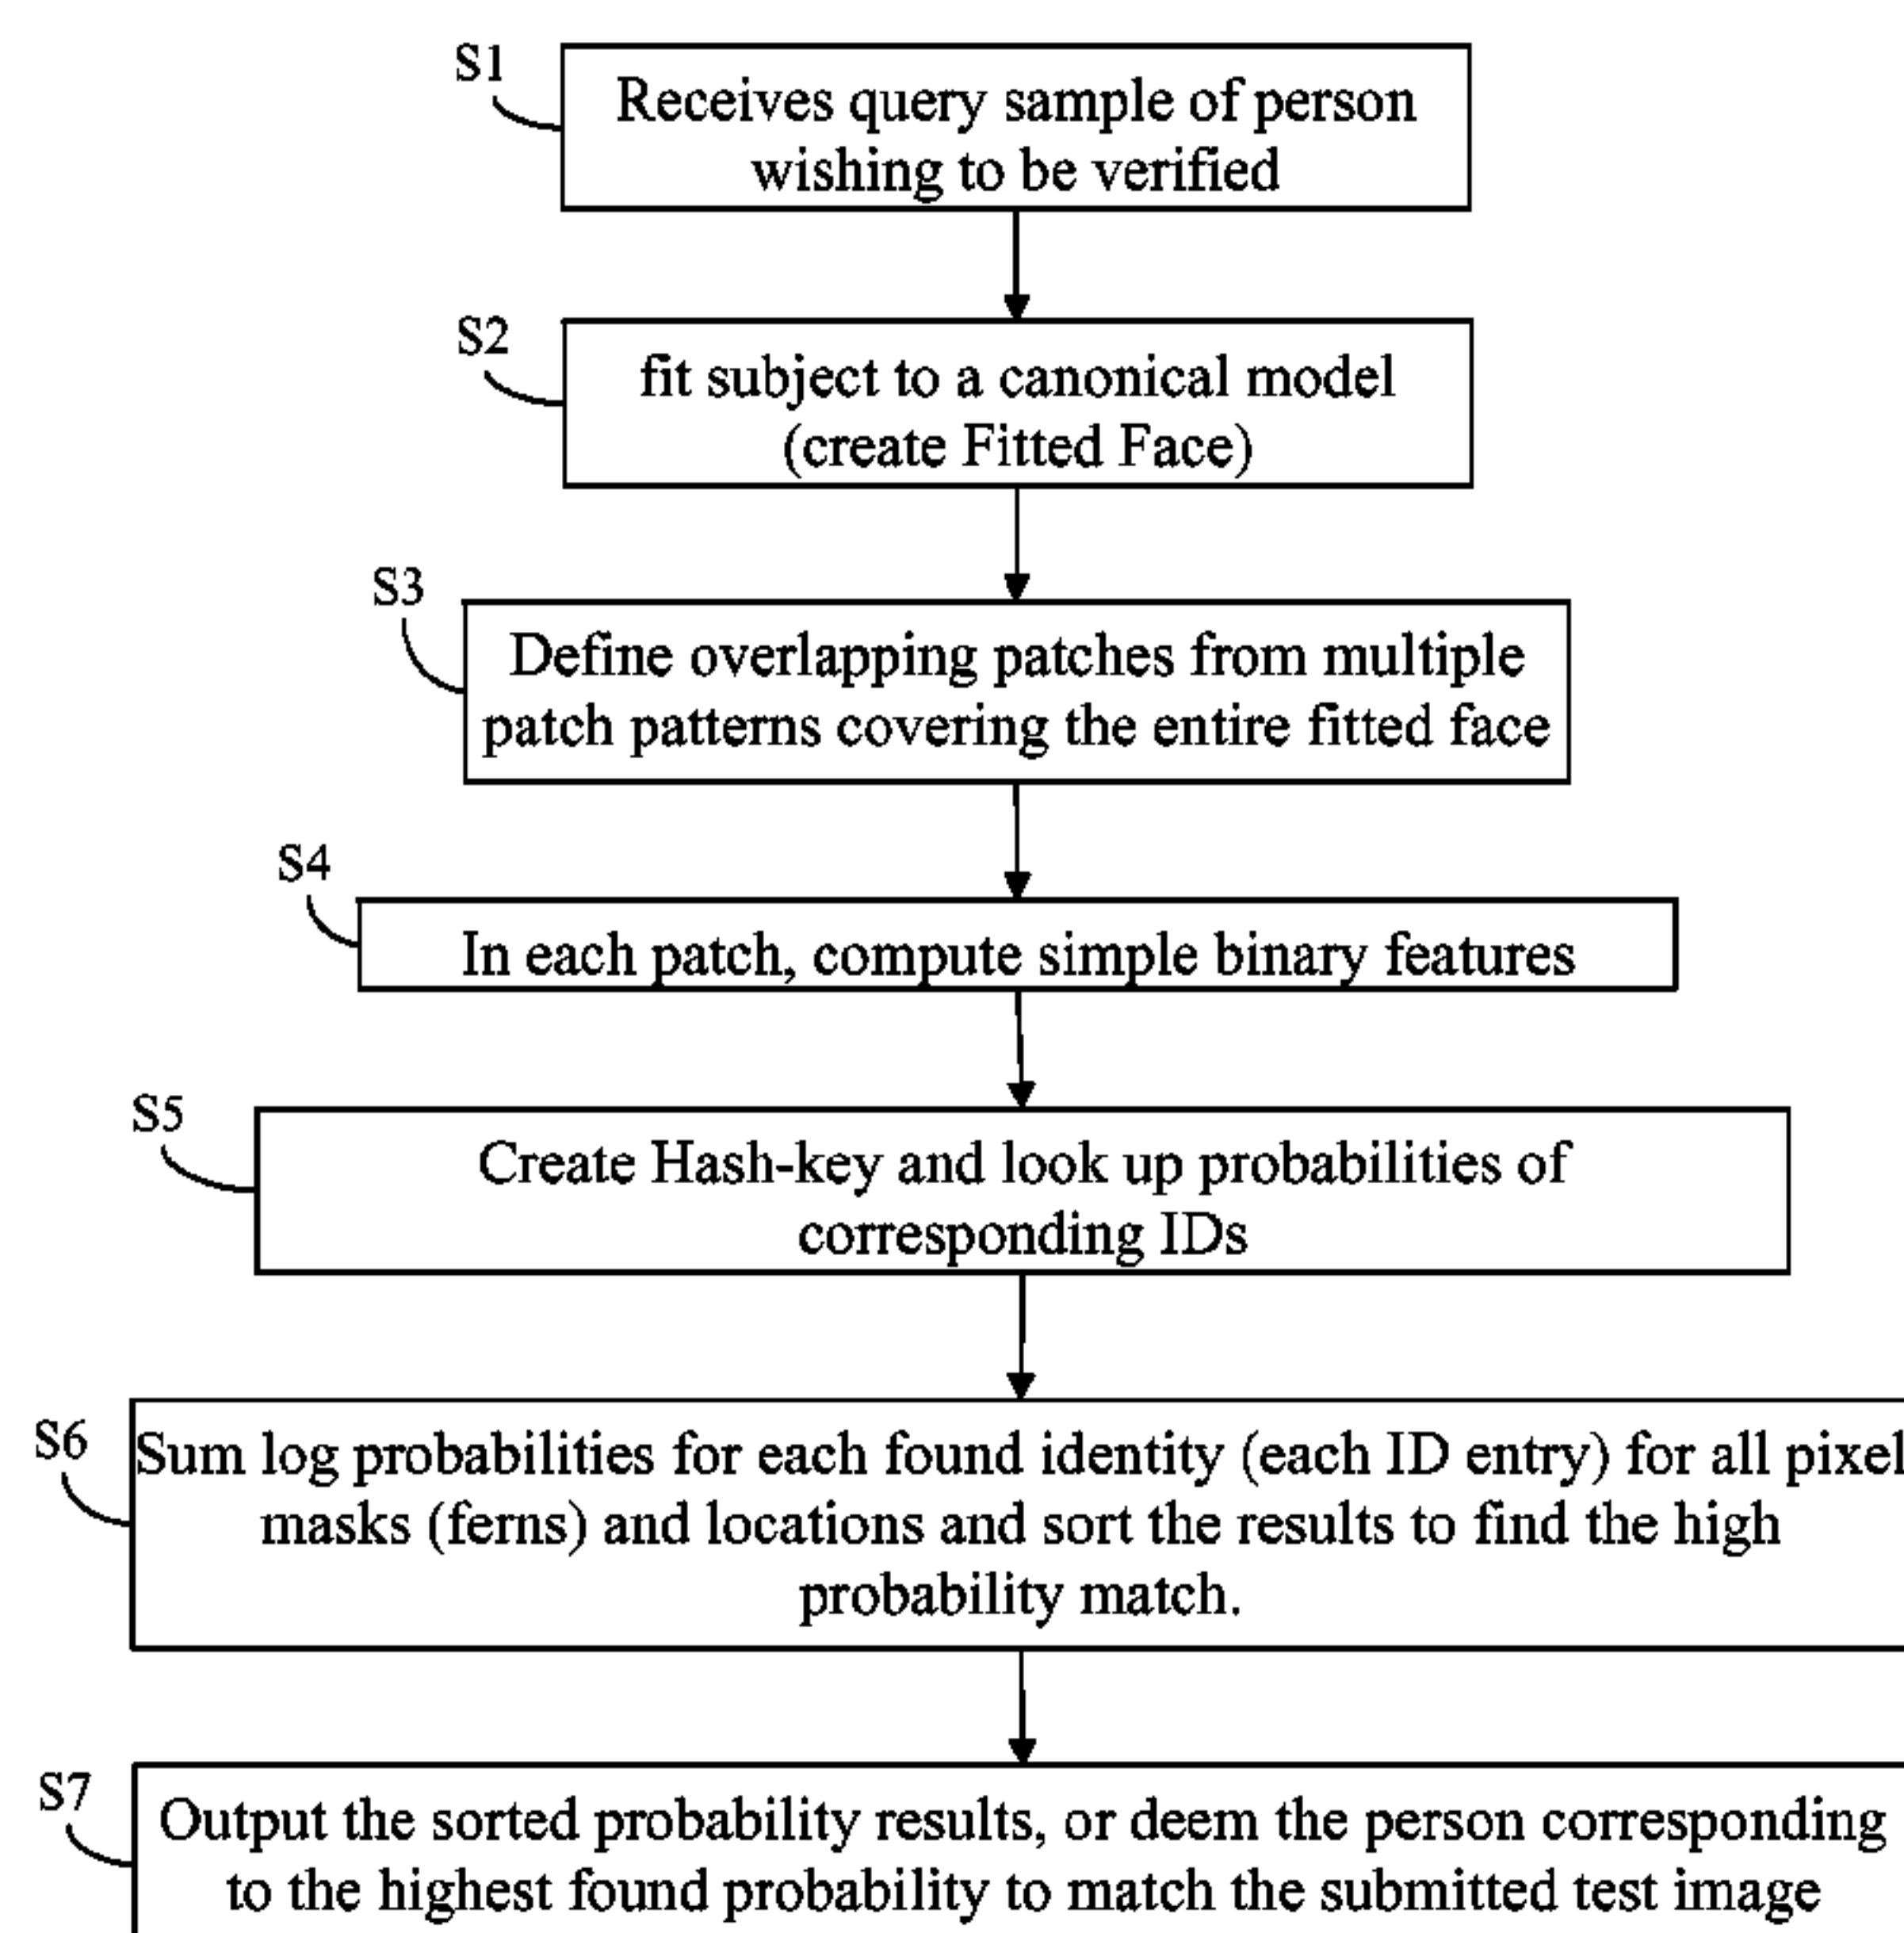 S1
Receives query sample of person
wishing to be verified
S2
fit subject to a canonical model
(create Fitted Face)
S3
Define overlapping patches from multiple
patch patterns covering the entire fitted face
S4
In each patch, compute simple binary features
S5
Create Hash-key and look up probabilities of
corresponding IDs
S6
Sum log probabilities for each found identity (each ID entry) for all pixel
masks (ferns) and locations and sort the results to find the high
probability match.
S7
Output the sorted probability results, or deem the person corresponding
to the highest found probability to match the submitted test image